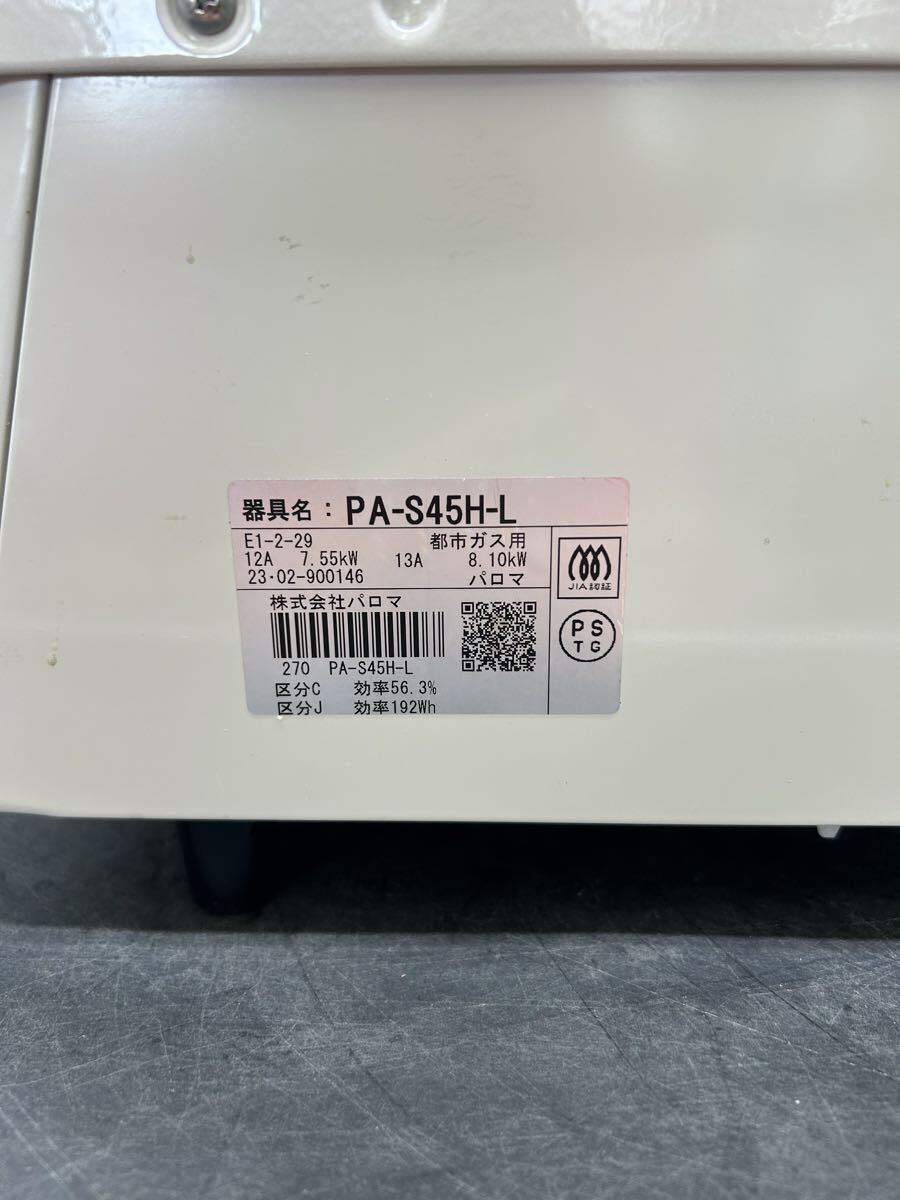 器具名：PA-S45H-L
E1-2-29 都市ガス用
12A 7.55kW 13A 8.10kW
23・02-900146 パロマ
株式会社パロマ
270 PA-S45H-L
区分C 効率56.3%
区分J 効率192Wh
JIA認証
PS
TG